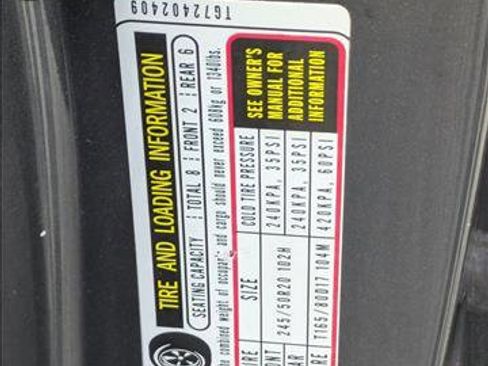 TG72402409
TIRE AND LOADING INFORMATION
SEATING CAPACITY TOTAL 8 FRONT 2 REAR 6
combined weight of occupants and cargo should never exceed 608kg or 1340lbs.
SIZE COLD TIRE PRESSURE
245/50R20 102H 240KPA, 35PSI
240KPA, 35PSI
T165/80D17 104M 420KPA, 60PSI
SEE OWNER'S
MANUAL FOR
ADDITIONAL
INFORMATION